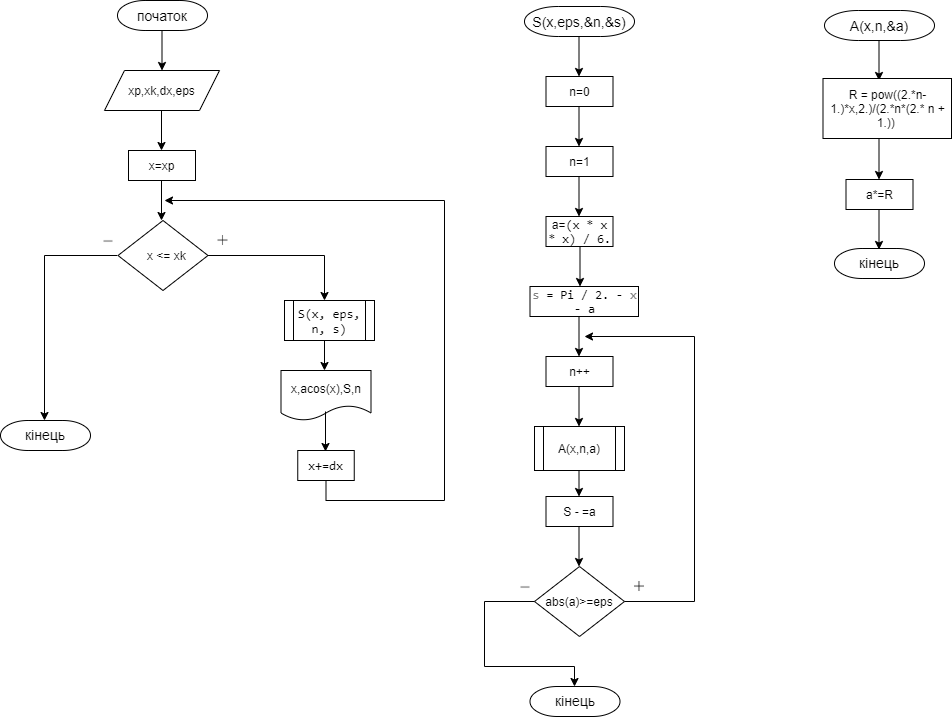 початок
xp,xk,dx,eps
x=xp
x <= xk
—
+
S(x, eps,
n, s)
x,acos(x),S,n
x+=dx
кінець
S(x,eps,&n,&s)
n=0
n=1
a=(x * x
* x) / 6.
s = Pi / 2. - x
- a
n++
A(x,n,a)
S - =a
abs(a)>=eps
—
+
кінець
A(x,n,&a)
R = pow((2.*n-
1.)*x,2.)/(2.*n*(2.* n +
1.))
a*=R
кінець